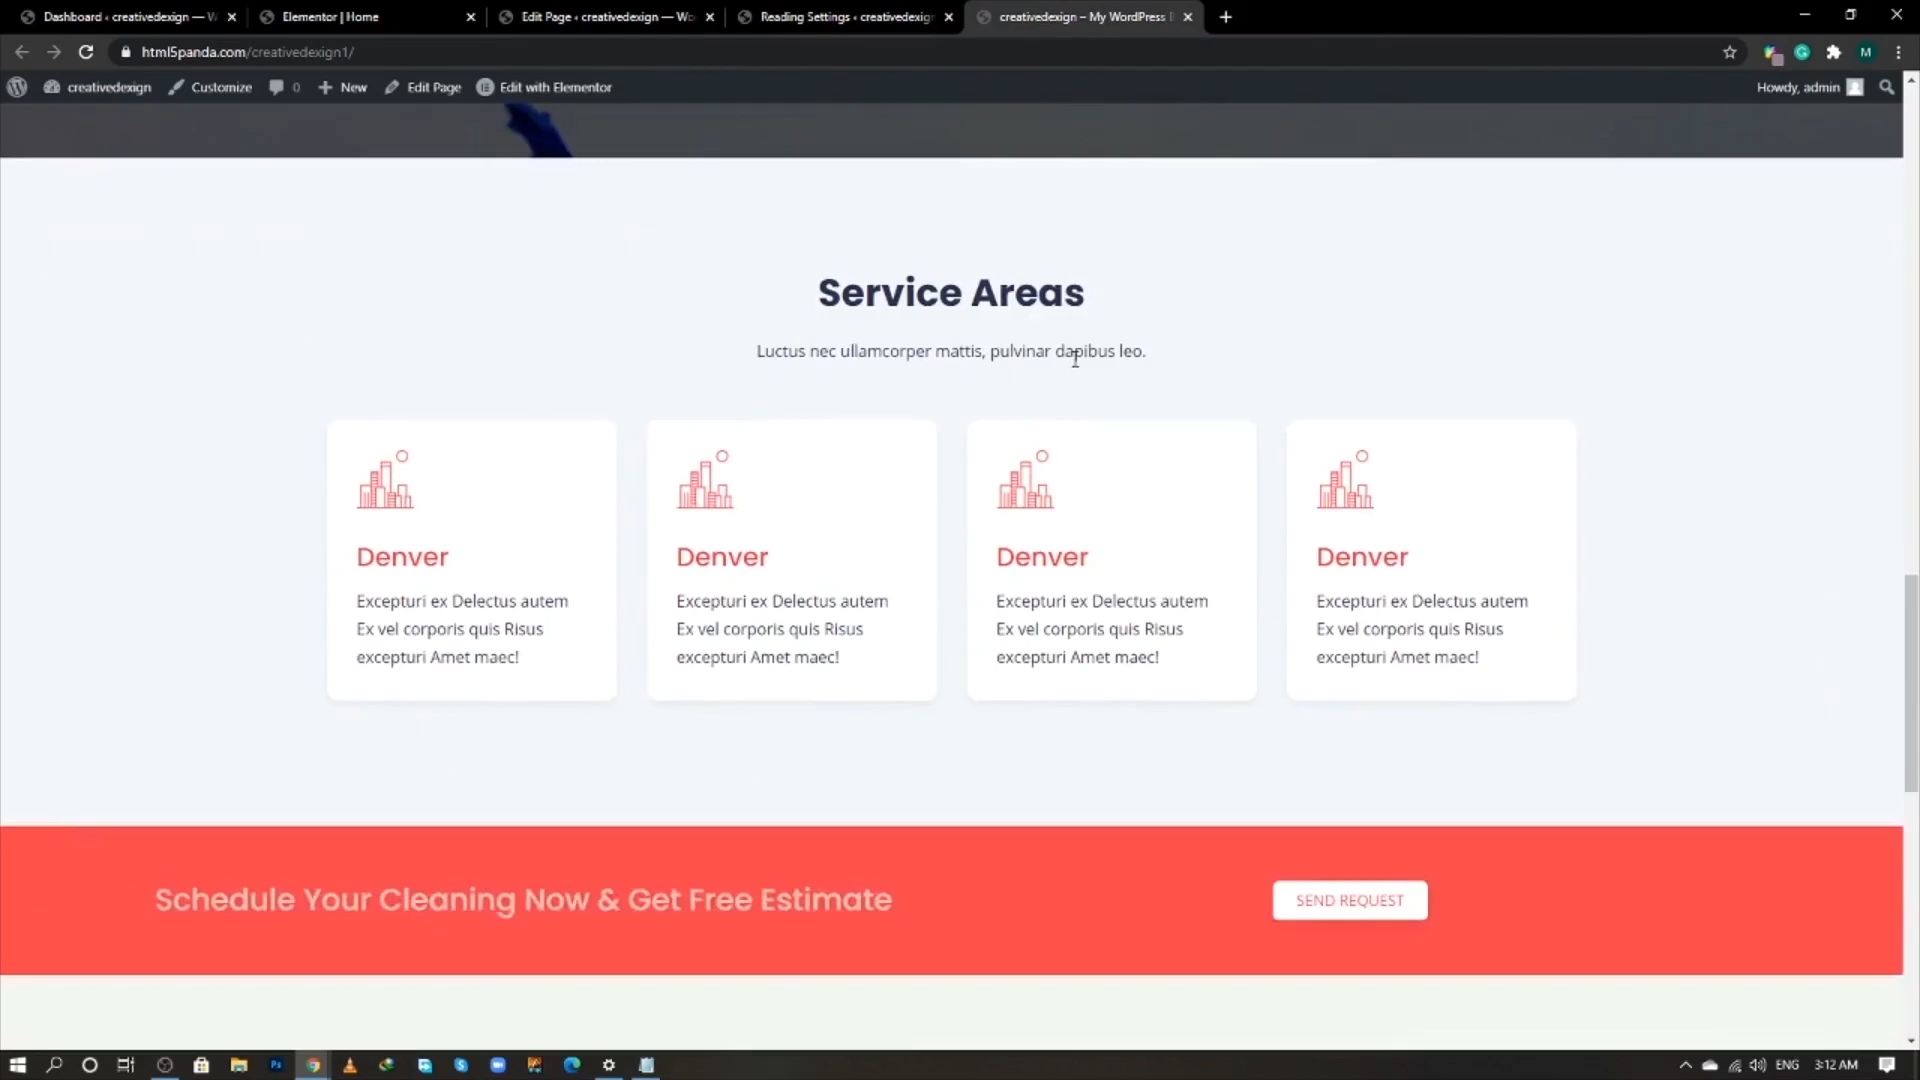 Dashboard ‹ creativedexign — W
Elementor | Home
Edit Page ‹ creativedexign — Wo
Reading Settings ‹ creativedexign
creativedexign – My WordPress
html5panda.com/creativedexign1/
M
creativedexign
Customize
0
New
Edit Page
Edit with Elementor
Howdy, admin
Service Areas
Luctus nec ullamcorper mattis, pulvinar dapibus leo.
Denver
Excepturi ex Delectus autem
Ex vel corporis quis Risus
excepturi Amet maec!
Denver
Excepturi ex Delectus autem
Ex vel corporis quis Risus
excepturi Amet maec!
Denver
Excepturi ex Delectus autem
Ex vel corporis quis Risus
excepturi Amet maec!
Denver
Excepturi ex Delectus autem
Ex vel corporis quis Risus
excepturi Amet maec!
Schedule Your Cleaning Now & Get Free Estimate
SEND REQUEST
Ps
ENG
3:12 AM